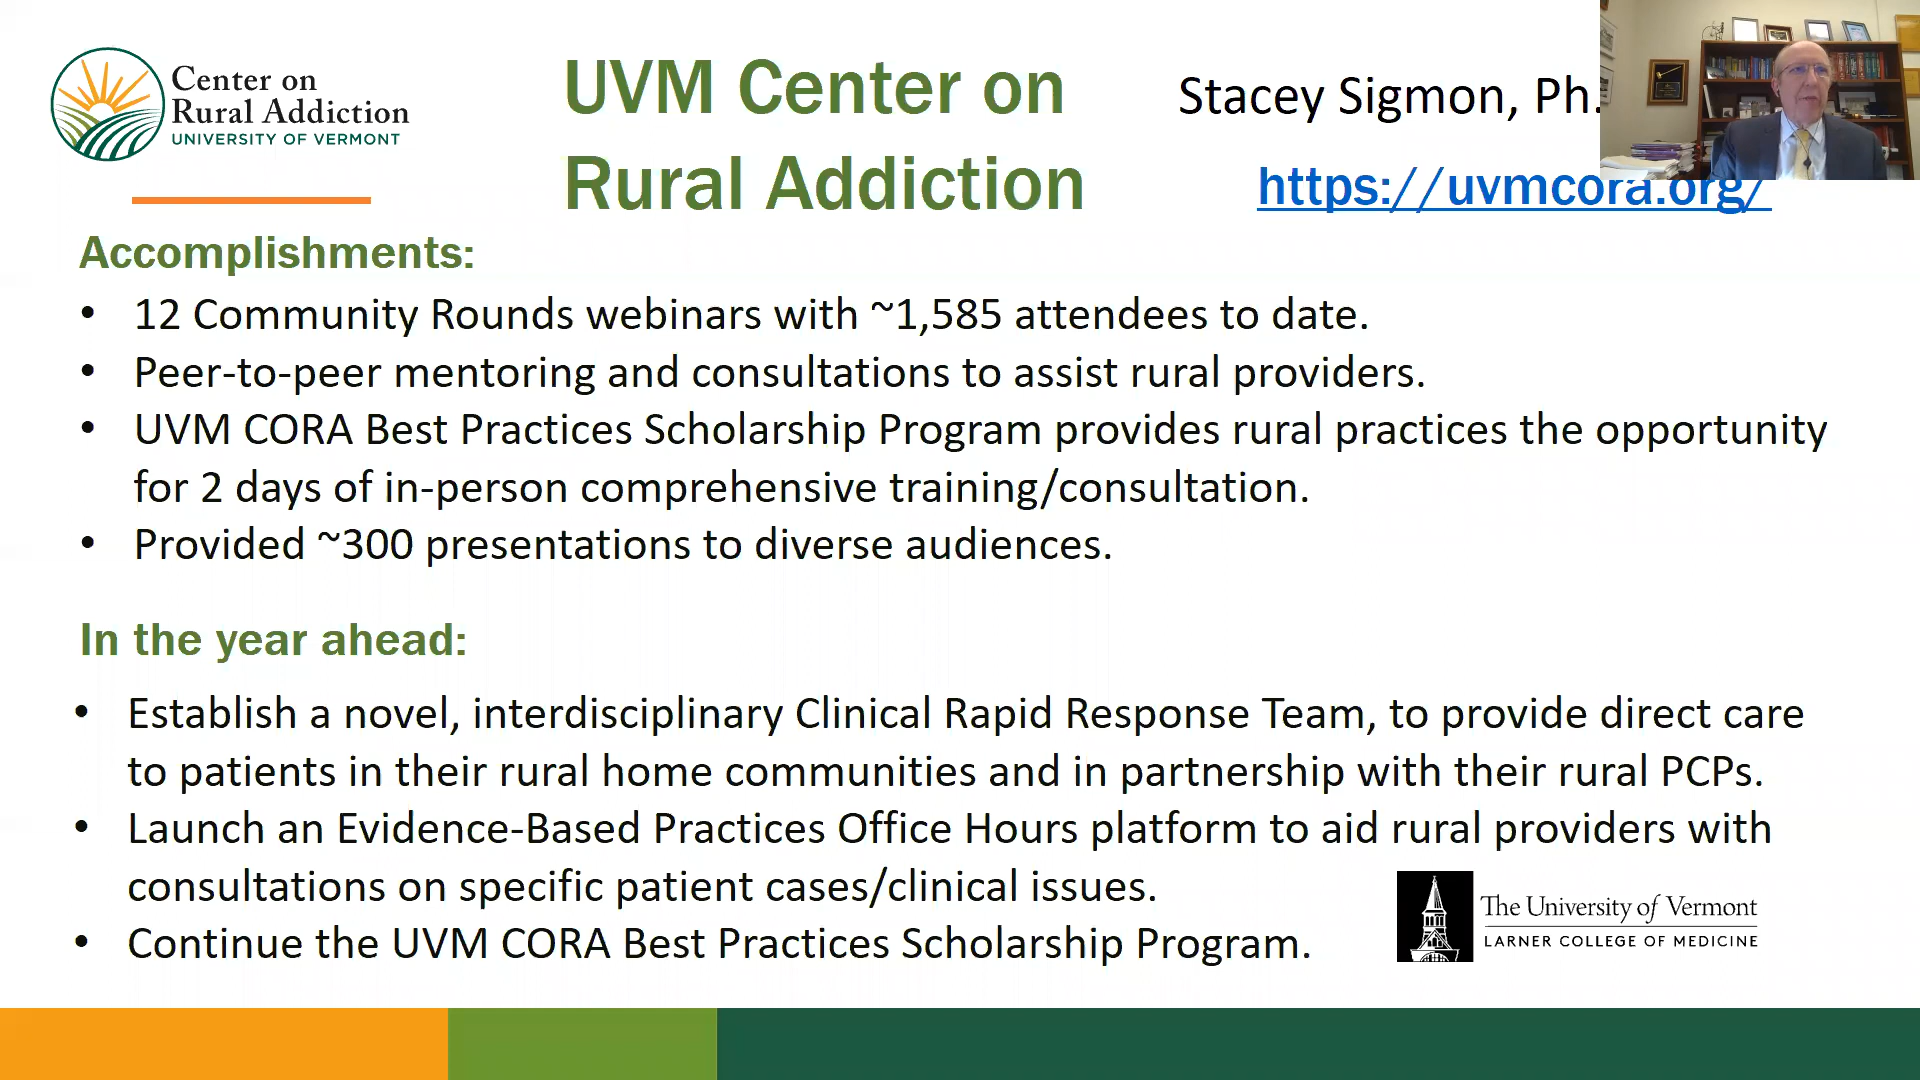 Center on
Rural Addiction
UNIVERSITY OF VERMONT
UVM Center on
Rural Addiction
Stacey Sigmon, Ph.
https://uvmcora.org/
Accomplishments:
• 12 Community Rounds webinars with ~1,585 attendees to date.
• Peer-to-peer mentoring and consultations to assist rural providers.
• UVM CORA Best Practices Scholarship Program provides rural practices the opportunity
for 2 days of in-person comprehensive training/consultation.
• Provided ~300 presentations to diverse audiences.
In the year ahead:
• Establish a novel, interdisciplinary Clinical Rapid Response Team, to provide direct care
to patients in their rural home communities and in partnership with their rural PCPs.
• Launch an Evidence-Based Practices Office Hours platform to aid rural providers with
consultations on specific patient cases/clinical issues.
• Continue the UVM CORA Best Practices Scholarship Program.
The University of Vermont
LARNER COLLEGE OF MEDICINE